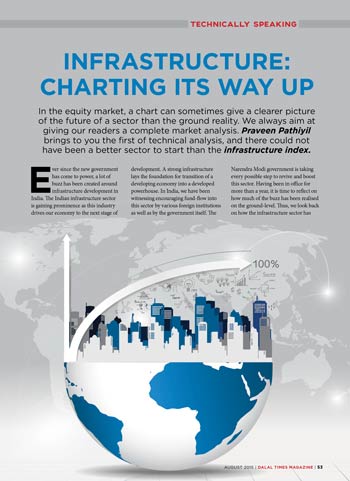 TECHNICALLY SPEAKING
INFRASTRUCTURE:
CHARTING ITS WAY UP
In the equity market, a chart can sometimes give a clearer picture
of the future of a sector than the ground reality. We always aim at
giving our readers a complete market analysis. Praveen Pathiyil
brings to you the first of technical analysis, and there could not
have been a better sector to start than the infrastructure index.
Ever since the new government
has come to power, a lot of
buzz has been created around
infrastructure development in
India. The Indian infrastructure sector
is gaining prominence as this industry
driven our economy to the next stage of
development. A strong infrastructure
lays the foundation for transition of a
developing economy into a developed
powerhouse. In India, we have been
witnessing encouraging fund-flow into
this sector by various foreign institutions
as well as by the government itself. The
Narendra Modi government is taking
every possible step to revive and boost
this sector. Having been in office for
more than a year, it is time to reflect on
how much of the buzz has been realised
on the ground-level. Thus, we look back
on how the infrastructure sector has
100%
AUGUST 2015 | DALAL TIMES MAGAZINE | 53